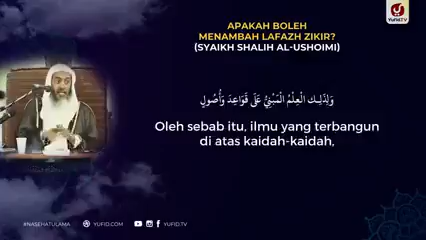 Yufid.TV
APAKAH BOLEH
MENAMBAH LAFAZH ZIKIR?
(SYAIKH SHALIH AL-USHOIMI)
وَلِذَلِكَ الْعِلْمُ الْمَبْنِيُّ عَلَى قَوَاعِدَ وَأُصُولٍ
Oleh sebab itu, ilmu yang terbangun
di atas kaidah-kaidah,
#NASEHATULAMA
YUFID.COM
YUFID.TV